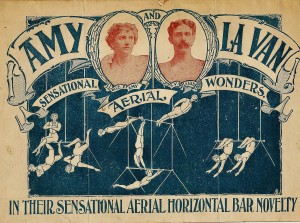 AMY AND LA VAN
SENSATIONAL AERIAL WONDERS
IN THEIR SENSATIONAL AERIAL HORIZONTAL BAR NOVELTY